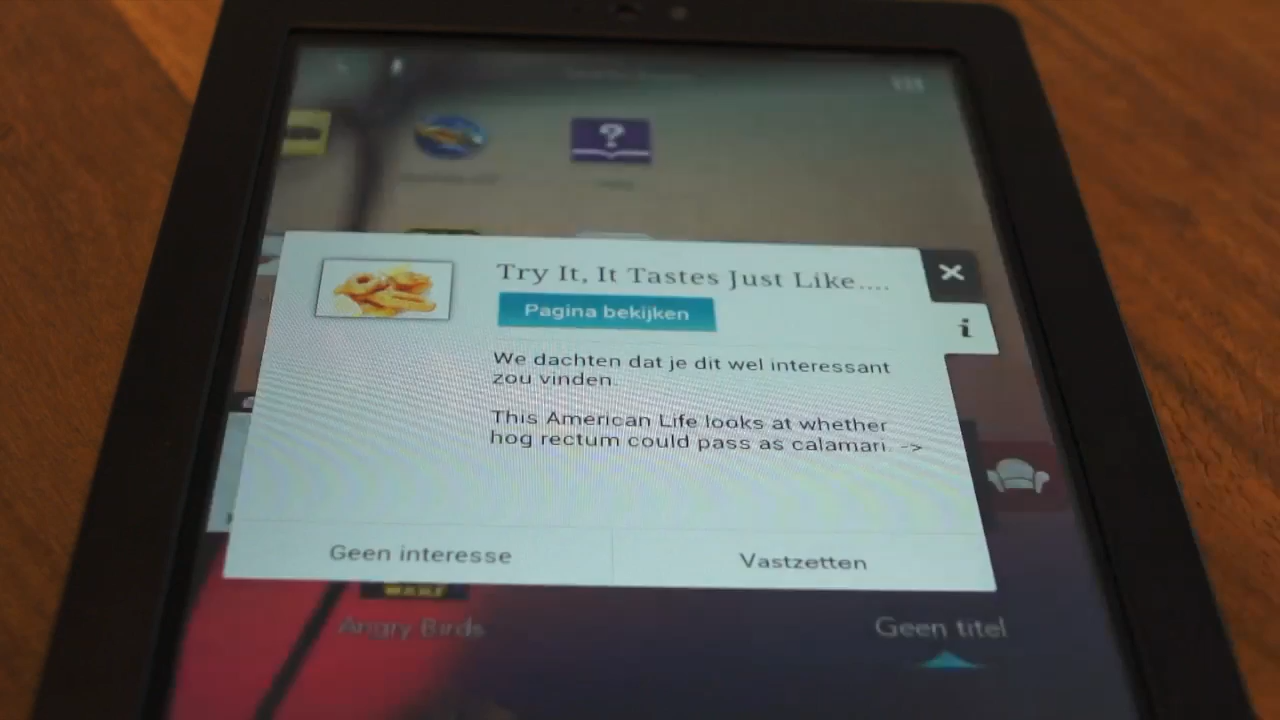 Try It, It Tastes Just Like....
Pagina bekijken
i
We dachten dat je dit wel interessant
zou vinden.
This American Life looks at whether
hog rectum could pass as calamari. ->
Geen interesse
Vastzetten
Angry Birds
Geen titel